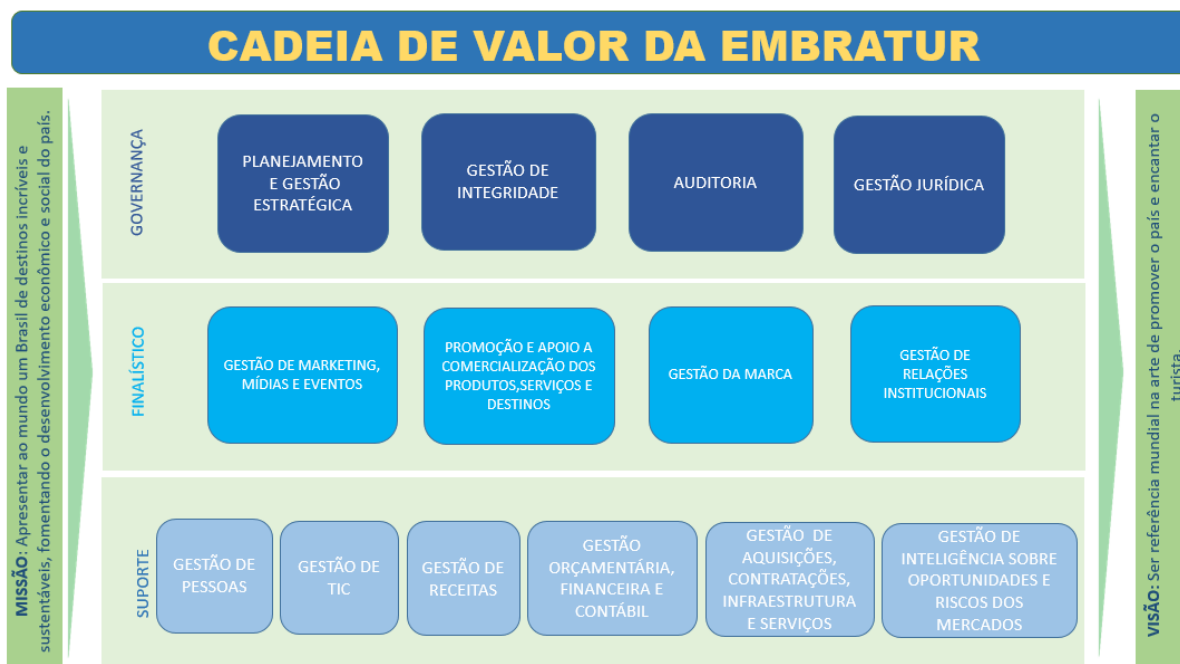 CADEIA DE VALOR DA EMBRATUR
MISSÃO: Apresentar ao mundo um Brasil de destinos incríveis e
sustentáveis, fomentando o desenvolvimento econômico e social do país.
GOVERNANÇA
PLANEJAMENTO
E GESTÃO
ESTRATÉGICA
GESTÃO DE
INTEGRIDADE
AUDITORIA
GESTÃO JURÍDICA
FINALÍSTICO
GESTÃO DE MARKETING,
MÍDIAS E EVENTOS
PROMOÇÃO E APOIO A
COMERCIALIZAÇÃO DOS
PRODUTOS,SERVIÇOS E
DESTINOS
GESTÃO DA MARCA
GESTÃO DE
RELAÇÕES
INSTITUCIONAIS
SUPORTE
GESTÃO DE
PESSOAS
GESTÃO DE
TIC
GESTÃO DE
RECEITAS
GESTÃO
ORÇAMENTÁRIA,
FINANCEIRA E
CONTÁBIL
GESTÃO DE
AQUISIÇÕES,
CONTRATAÇÕES,
INFRAESTRUTURA
E SERVIÇOS
GESTÃO DE
INTELIGÊNCIA SOBRE
OPORTUNIDADES E
RISCOS DOS
MERCADOS
VISÃO: Ser referência mundial na arte de promover o país e encantar o
turista.